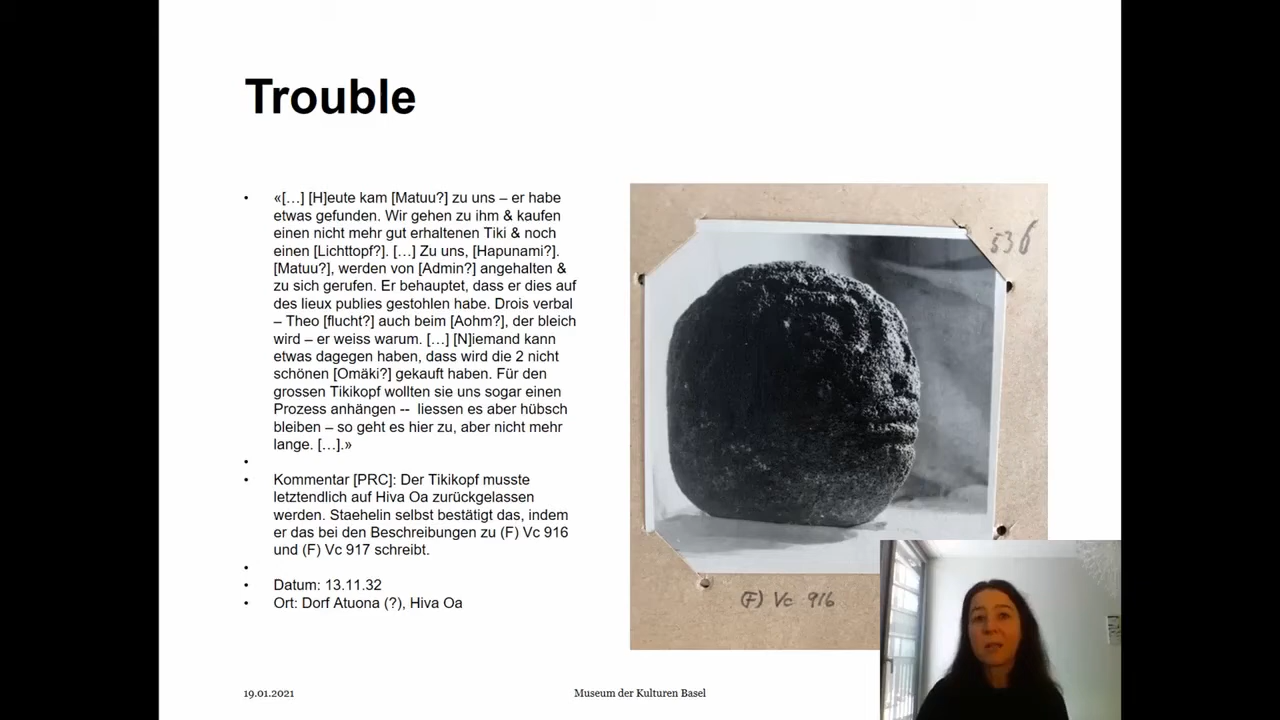 Trouble
• «[…] [H]eute kam [Matuu?] zu uns – er habe
etwas gefunden. Wir gehen zu ihm & kaufen
einen nicht mehr gut erhaltenen Tiki & noch
einen [Lichttopf?]. […] Zu uns, [Hapunami?].
[Matuu?], werden von [Admin?] angehalten &
zu sich gerufen. Er behauptet, dass er dies auf
des lieux publies gestohlen habe. Drois verbal
– Theo [flucht?] auch beim [Aohm?], der bleich
wird – er weiss warum. […] [N]iemand kann
etwas dagegen haben, dass wird die 2 nicht
schönen [Omäki?] gekauft haben. Für den
grossen Tikikopf wollten sie uns sogar einen
Prozess anhängen -- liessen es aber hübsch
bleiben – so geht es hier zu, aber nicht mehr
lange. […].»
•
• Kommentar [PRC]: Der Tikikopf musste
letztendlich auf Hiva Oa zurückgelassen
werden. Staehelin selbst bestätigt das, indem
er das bei den Beschreibungen zu (F) Vc 916
und (F) Vc 917 schreibt.
•
• Datum: 13.11.32
• Ort: Dorf Atuona (?), Hiva Oa
536
(F) Vc 916
19.01.2021
Museum der Kulturen Basel